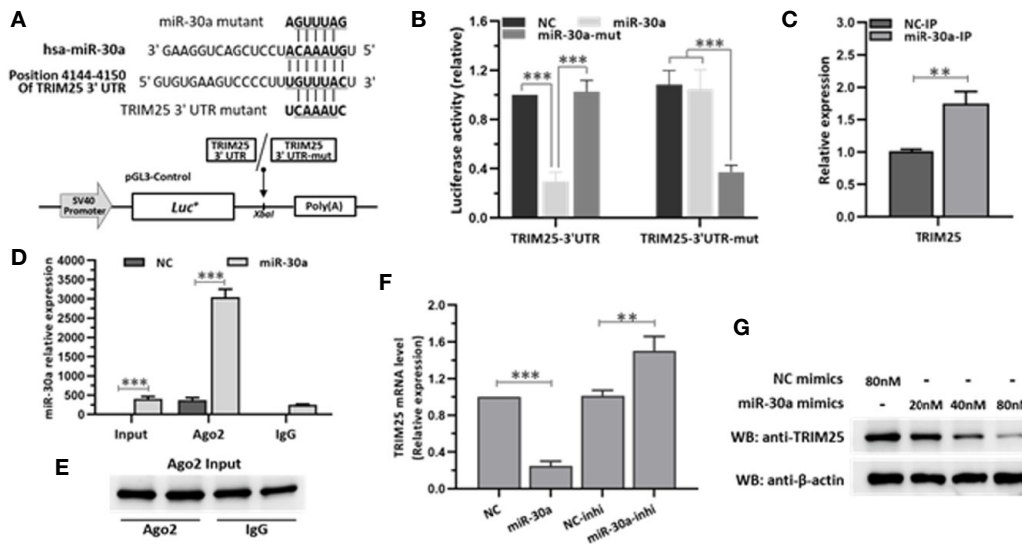 A
miR-30a mutant AGUUUAG
hsa-miR-30a 3' GAAGGUCAGCUCCUACAAAUGU 5'
Position 4144-4150
Of TRIM25 3' UTR 5'GUGUGAAGUCCCCUUUGUUUACU 3'
TRIM25 3' UTR mutant UCAAAUC
TRIM25
3' UTR
TRIM25
3' UTR-mut
pGL3-Control
SV40
Promoter
Luc+
XbaI
Poly(A)
B
NC
miR-30a
miR-30a-mut
Luciferase activity (relative)
1.6
1.2
0.8
0.4
0.0
***
***
***
TRIM25-3'UTR
TRIM25-3'UTR-mut
C
NC-IP
miR-30a-IP
Relative expression
3.0
2.5
2.0
1.5
1.0
0.5
0.0
**
TRIM25
D
NC
miR-30a
miR-30a relative expression
4000
3500
3000
2500
2000
1500
1000
500
0
***
***
Input
Ago2
IgG
E
Ago2 Input
Ago2
IgG
F
TRIM25 mRNA level
(Relative expression)
2.0
1.6
1.2
0.8
0.4
0.0
***
**
NC
miR-30a
NC-inhi
miR-30a-inhi
G
NC mimics 80nM - - -
miR-30a mimics - 20nM 40nM 80nM
WB: anti-TRIM25
WB: anti-β-actin